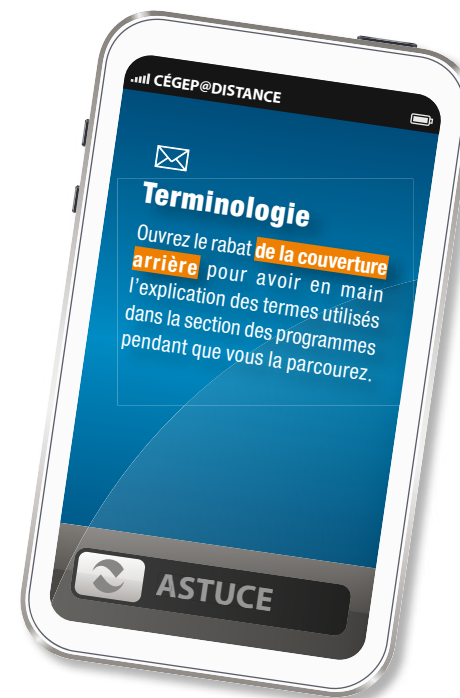 CÉGEP@DISTANCE
Terminologie
Ouvrez le rabat de la couverture
arrière pour avoir en main
l'explication des termes utilisés
dans la section des programmes
pendant que vous la parcourez.
ASTUCE